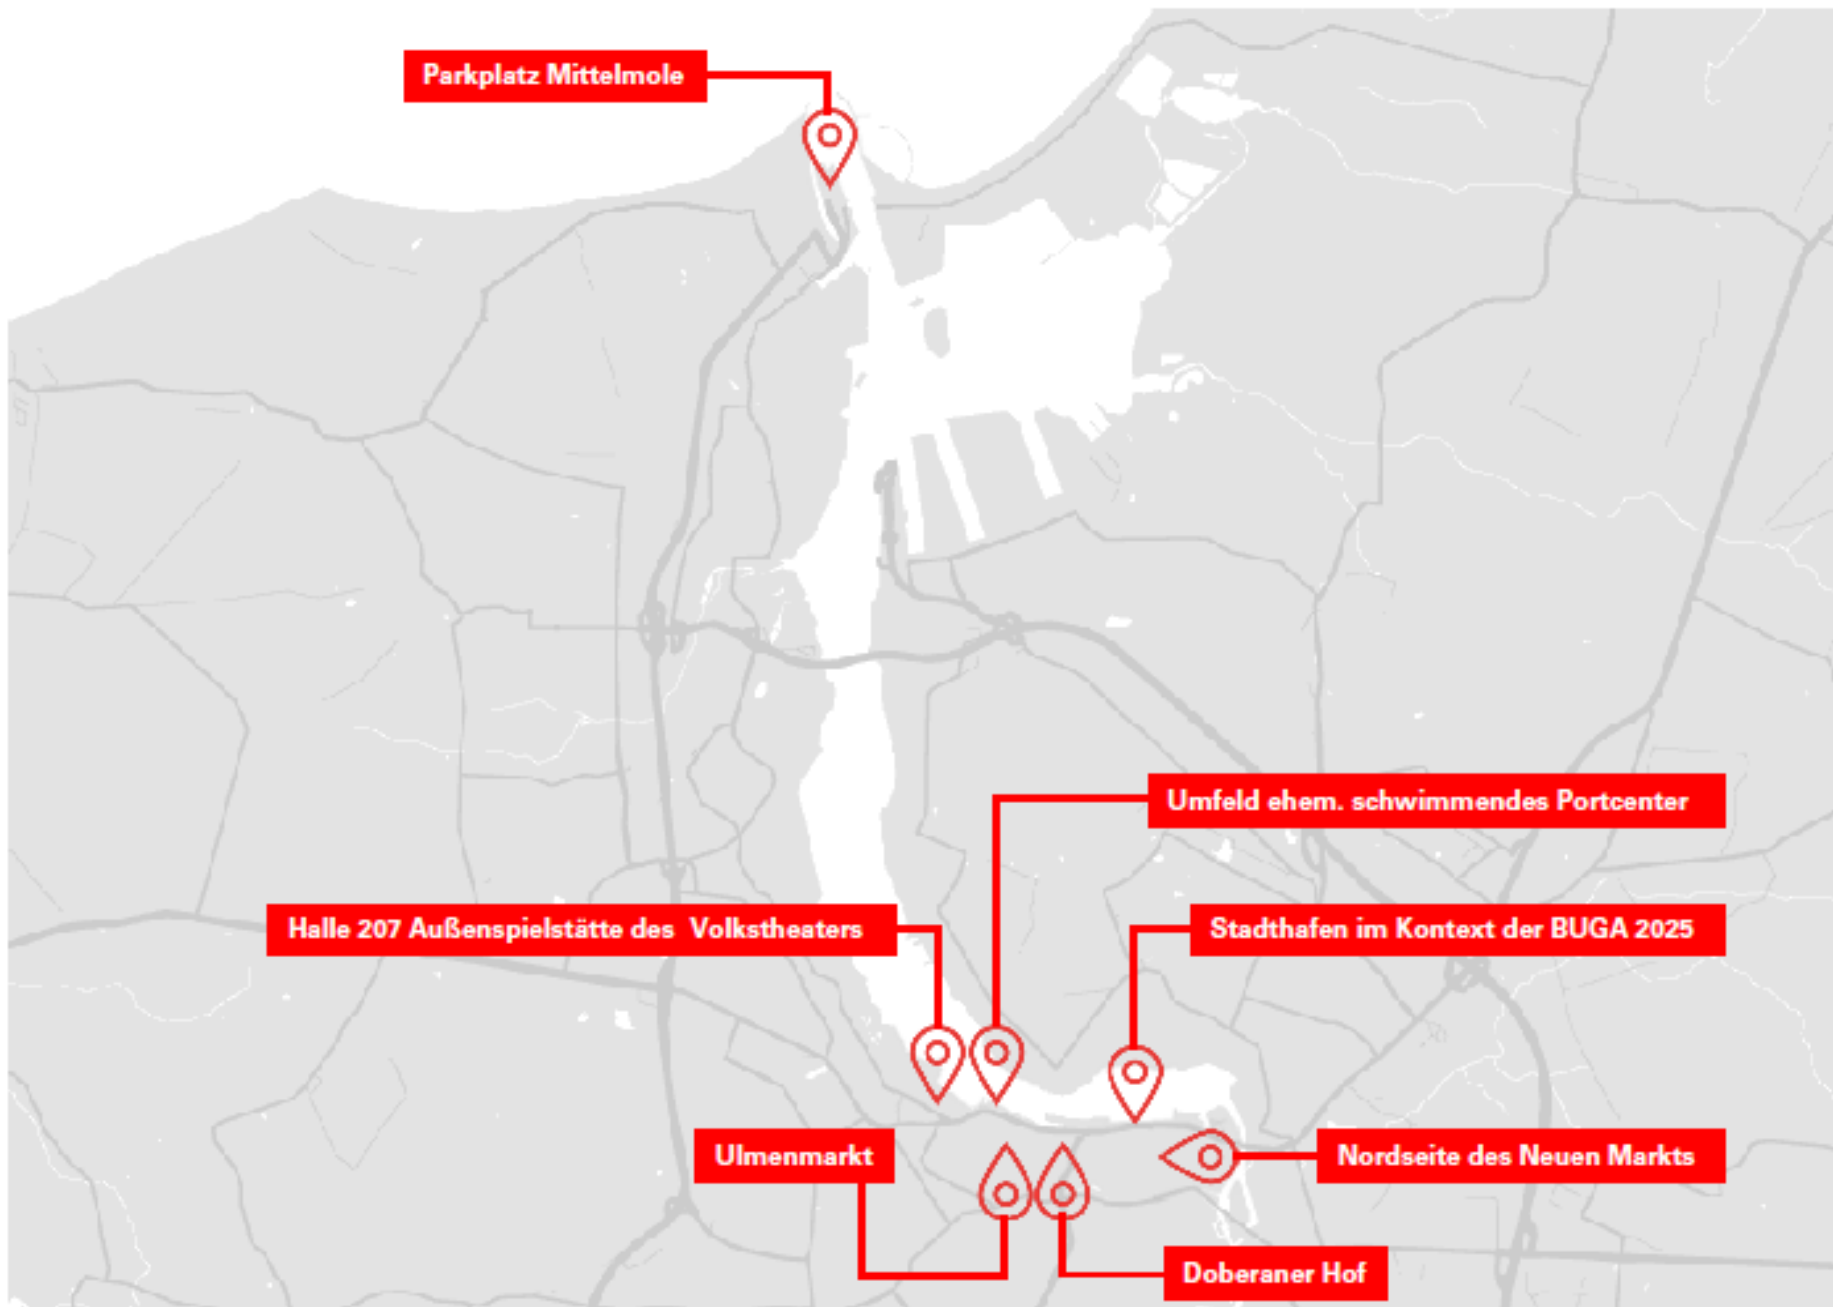 Parkplatz Mittelmole
Umfeld ehem. schwimmendes Portcenter
Halle 207 Außenspielstätte des  Volkstheaters
Stadthafen im Kontext der BUGA 2025
Ulmenmarkt
Nordseite des Neuen Markts
Doberaner Hof